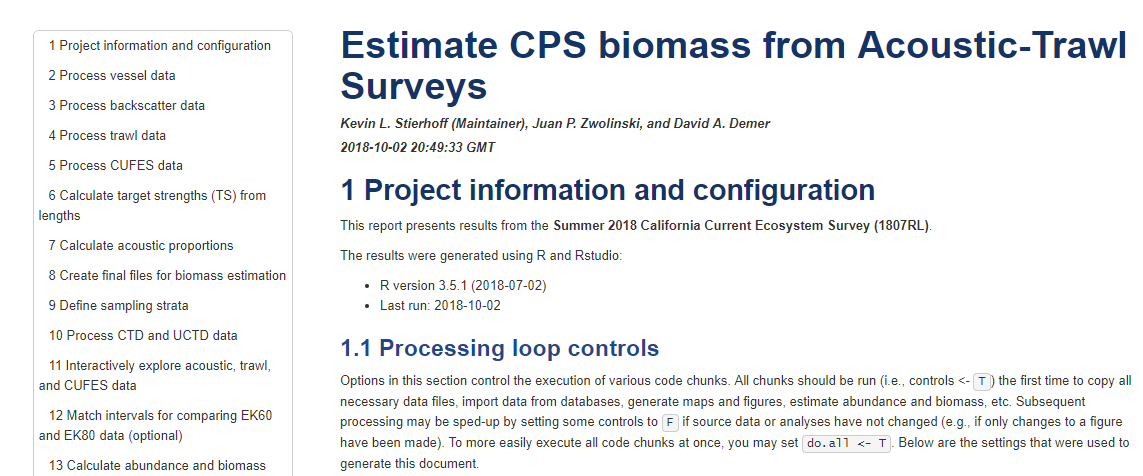 1 Project information and configuration
2 Process vessel data
3 Process backscatter data
4 Process trawl data
5 Process CUFES data
6 Calculate target strengths (TS) from
lengths
7 Calculate acoustic proportions
8 Create final files for biomass estimation
9 Define sampling strata
10 Process CTD and UCTD data
11 Interactively explore acoustic, trawl,
and CUFES data
12 Match intervals for comparing EK60
and EK80 data (optional)
13 Calculate abundance and biomass
Estimate CPS biomass from Acoustic-Trawl
Surveys
Kevin L. Stierhoff (Maintainer), Juan P. Zwolinski, and David A. Demer
2018-10-02 20:49:33 GMT
1 Project information and configuration
This report presents results from the Summer 2018 California Current Ecosystem Survey (1807RL).
The results were generated using R and Rstudio:
• R version 3.5.1 (2018-07-02)
• Last run: 2018-10-02
1.1 Processing loop controls
Options in this section control the execution of various code chunks. All chunks should be run (i.e., controls <- T) the first time to copy all
necessary data files, import data from databases, generate maps and figures, estimate abundance and biomass, etc. Subsequent
processing may be sped-up by setting some controls to F if source data or analyses have not changed (e.g., if only changes to a figure
have been made). To more easily execute all code chunks at once, you may set do.all <- T. Below are the settings that were used to
generate this document.